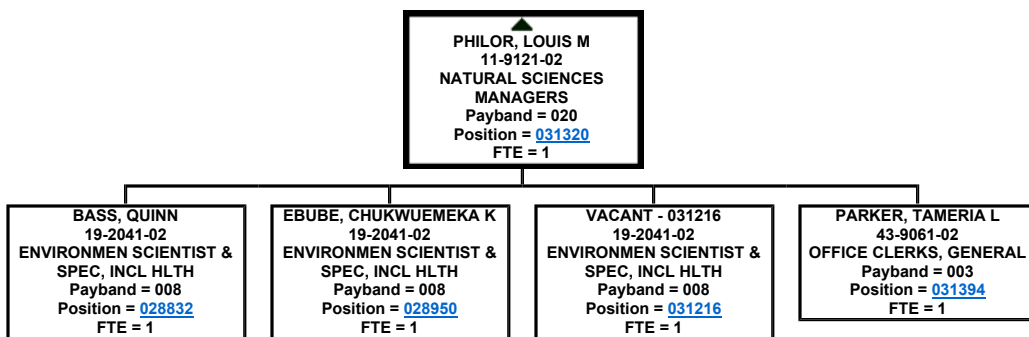 PHILOR, LOUIS M
11-9121-02
NATURAL SCIENCES
MANAGERS
Payband = 020
Position = 031320
FTE = 1
BASS, QUINN
19-2041-02
ENVIRONMEN SCIENTIST &
SPEC, INCL HLTH
Payband = 008
Position = 028832
FTE = 1
EBUBE, CHUKWUEMEKA K
19-2041-02
ENVIRONMEN SCIENTIST &
SPEC, INCL HLTH
Payband = 008
Position = 028950
FTE = 1
VACANT - 031216
19-2041-02
ENVIRONMEN SCIENTIST &
SPEC, INCL HLTH
Payband = 008
Position = 031216
FTE = 1
PARKER, TAMERIA L
43-9061-02
OFFICE CLERKS, GENERAL
Payband = 003
Position = 031394
FTE = 1